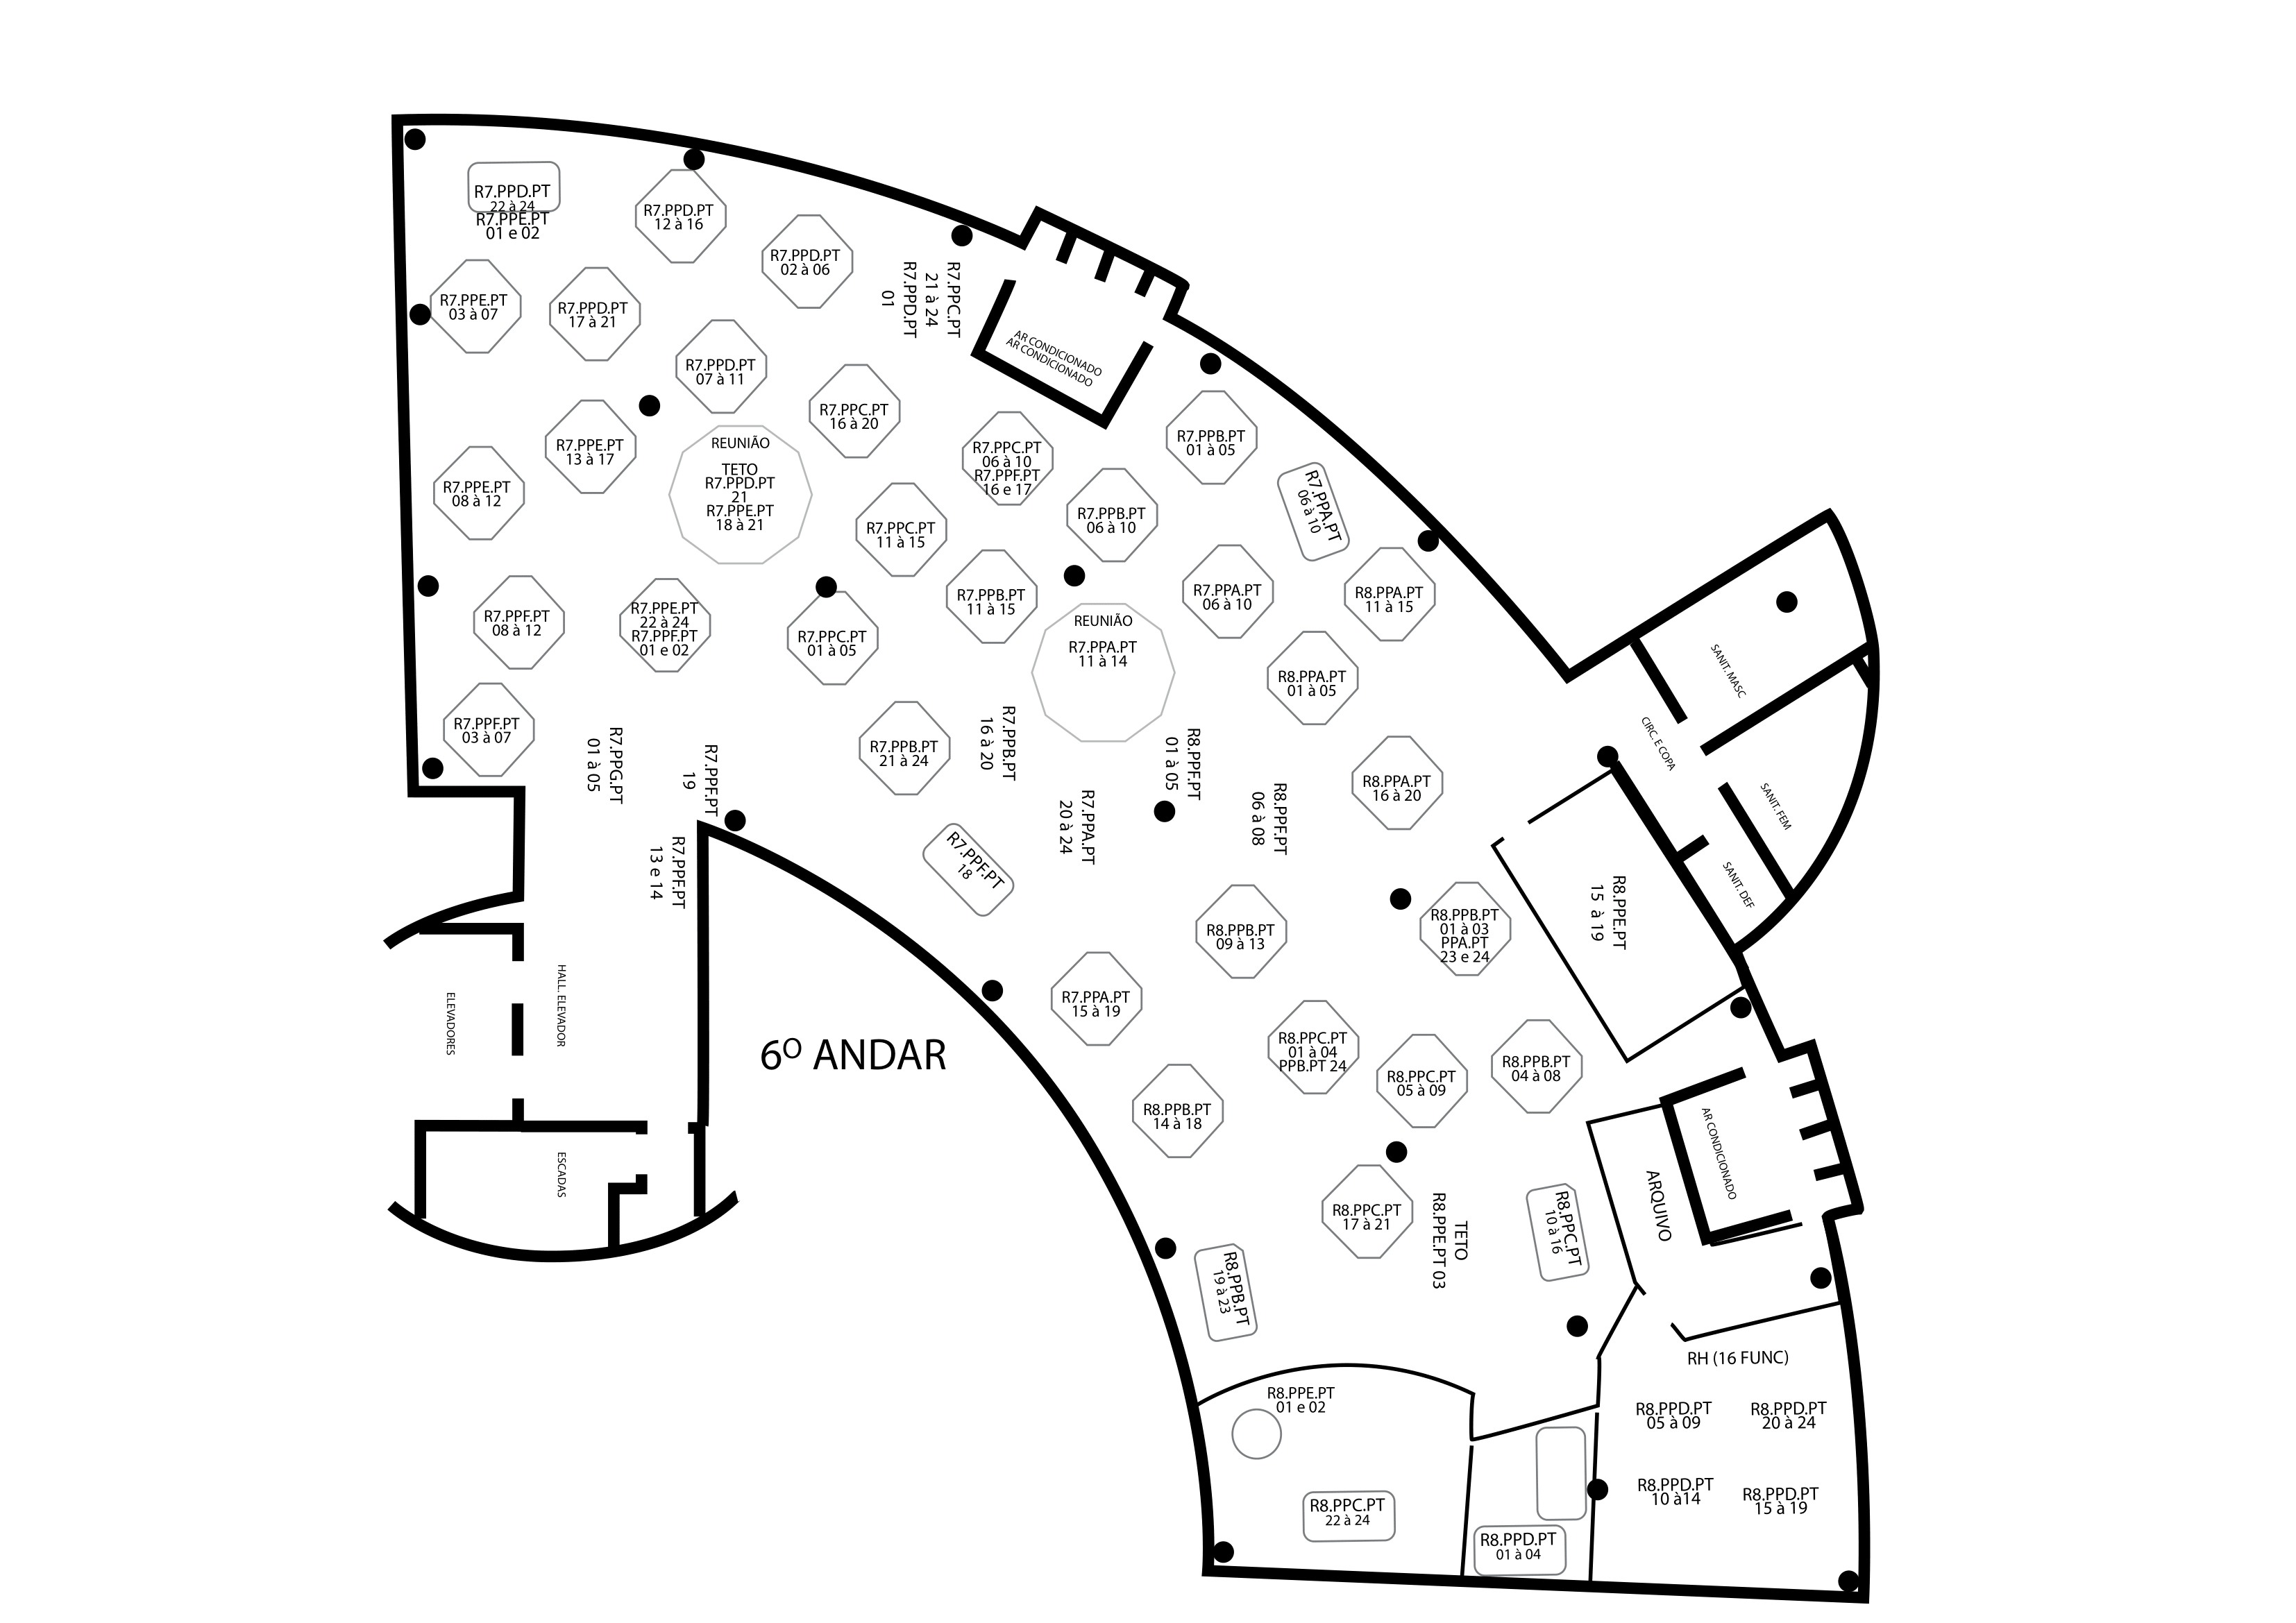 R7.PPD.PT
22 à 24
R7.PPE.PT
01 e 02
R7.PPD.PT
12 à 16
R7.PPD.PT
02 à 06
R7.PPC.PT
21 à 24
R7.PPD.PT
01
R7.PPE.PT
03 à 07
R7.PPD.PT
17 à 21
R7.PPD.PT
07 à 11
AR CONDICIONADO
AR CONDICIONADO
R7.PPC.PT
16 à 20
R7.PPE.PT
13 à 17
REUNIÃO
TETO
R7.PPD.PT
21
R7.PPE.PT
18 à 21
R7.PPC.PT
06 à 10
R7.PPF.PT
16 e 17
R7.PPB.PT
01 à 05
R7.PPE.PT
08 à 12
R7.PPC.PT
11 à 15
R7.PPB.PT
06 à 10
R7.PPA.PT
06 à 10
R7.PPF.PT
08 à 12
R7.PPE.PT
22 à 24
R7.PPF.PT
01 e 02
R7.PPC.PT
01 à 05
R7.PPB.PT
11 à 15
REUNIÃO
R7.PPA.PT
11 à 14
R7.PPA.PT
06 à 10
R8.PPA.PT
11 à 15
R8.PPA.PT
01 à 05
SANIT. MASC
CIRC. E COPA
SANIT. FEM
SANIT. DEF
R7.PPF.PT
03 à 07
R7.PPG.PT
01 à 05
R7.PPF.PT
19
R7.PPF.PT
13 e 14
R7.PPB.PT
21 à 24
R7.PPB.PT
16 à 20
R7.PPA.PT
20 à 24
R8.PPF.PT
01 à 05
R8.PPF.PT
06 à 08
R8.PPA.PT
16 à 20
R7.PPF.PT
18
R8.PPB.PT
09 à 13
R8.PPB.PT
01 à 03
PPA.PT
23 e 24
R8.PPE.PT
15 à 19
ELEVADORES
HALL. ELEVADOR
6º ANDAR
R7.PPA.PT
15 à 19
R8.PPC.PT
01 à 04
PPB.PT 24
R8.PPC.PT
05 à 09
R8.PPB.PT
04 à 08
R8.PPB.PT
14 à 18
ESCADAS
ARQUIVO
AR CONDICIONADO
R8.PPC.PT
17 à 21
TETO
R8.PPE.PT 03
R8.PPC.PT
10 à 16
R8.PPB.PT
19 à 23
RH (16 FUNC)
R8.PPE.PT
01 e 02
R8.PPD.PT
05 à 09
R8.PPD.PT
20 à 24
R8.PPD.PT
10 à14
R8.PPD.PT
15 à 19
R8.PPC.PT
22 à 24
R8.PPD.PT
01 à 04